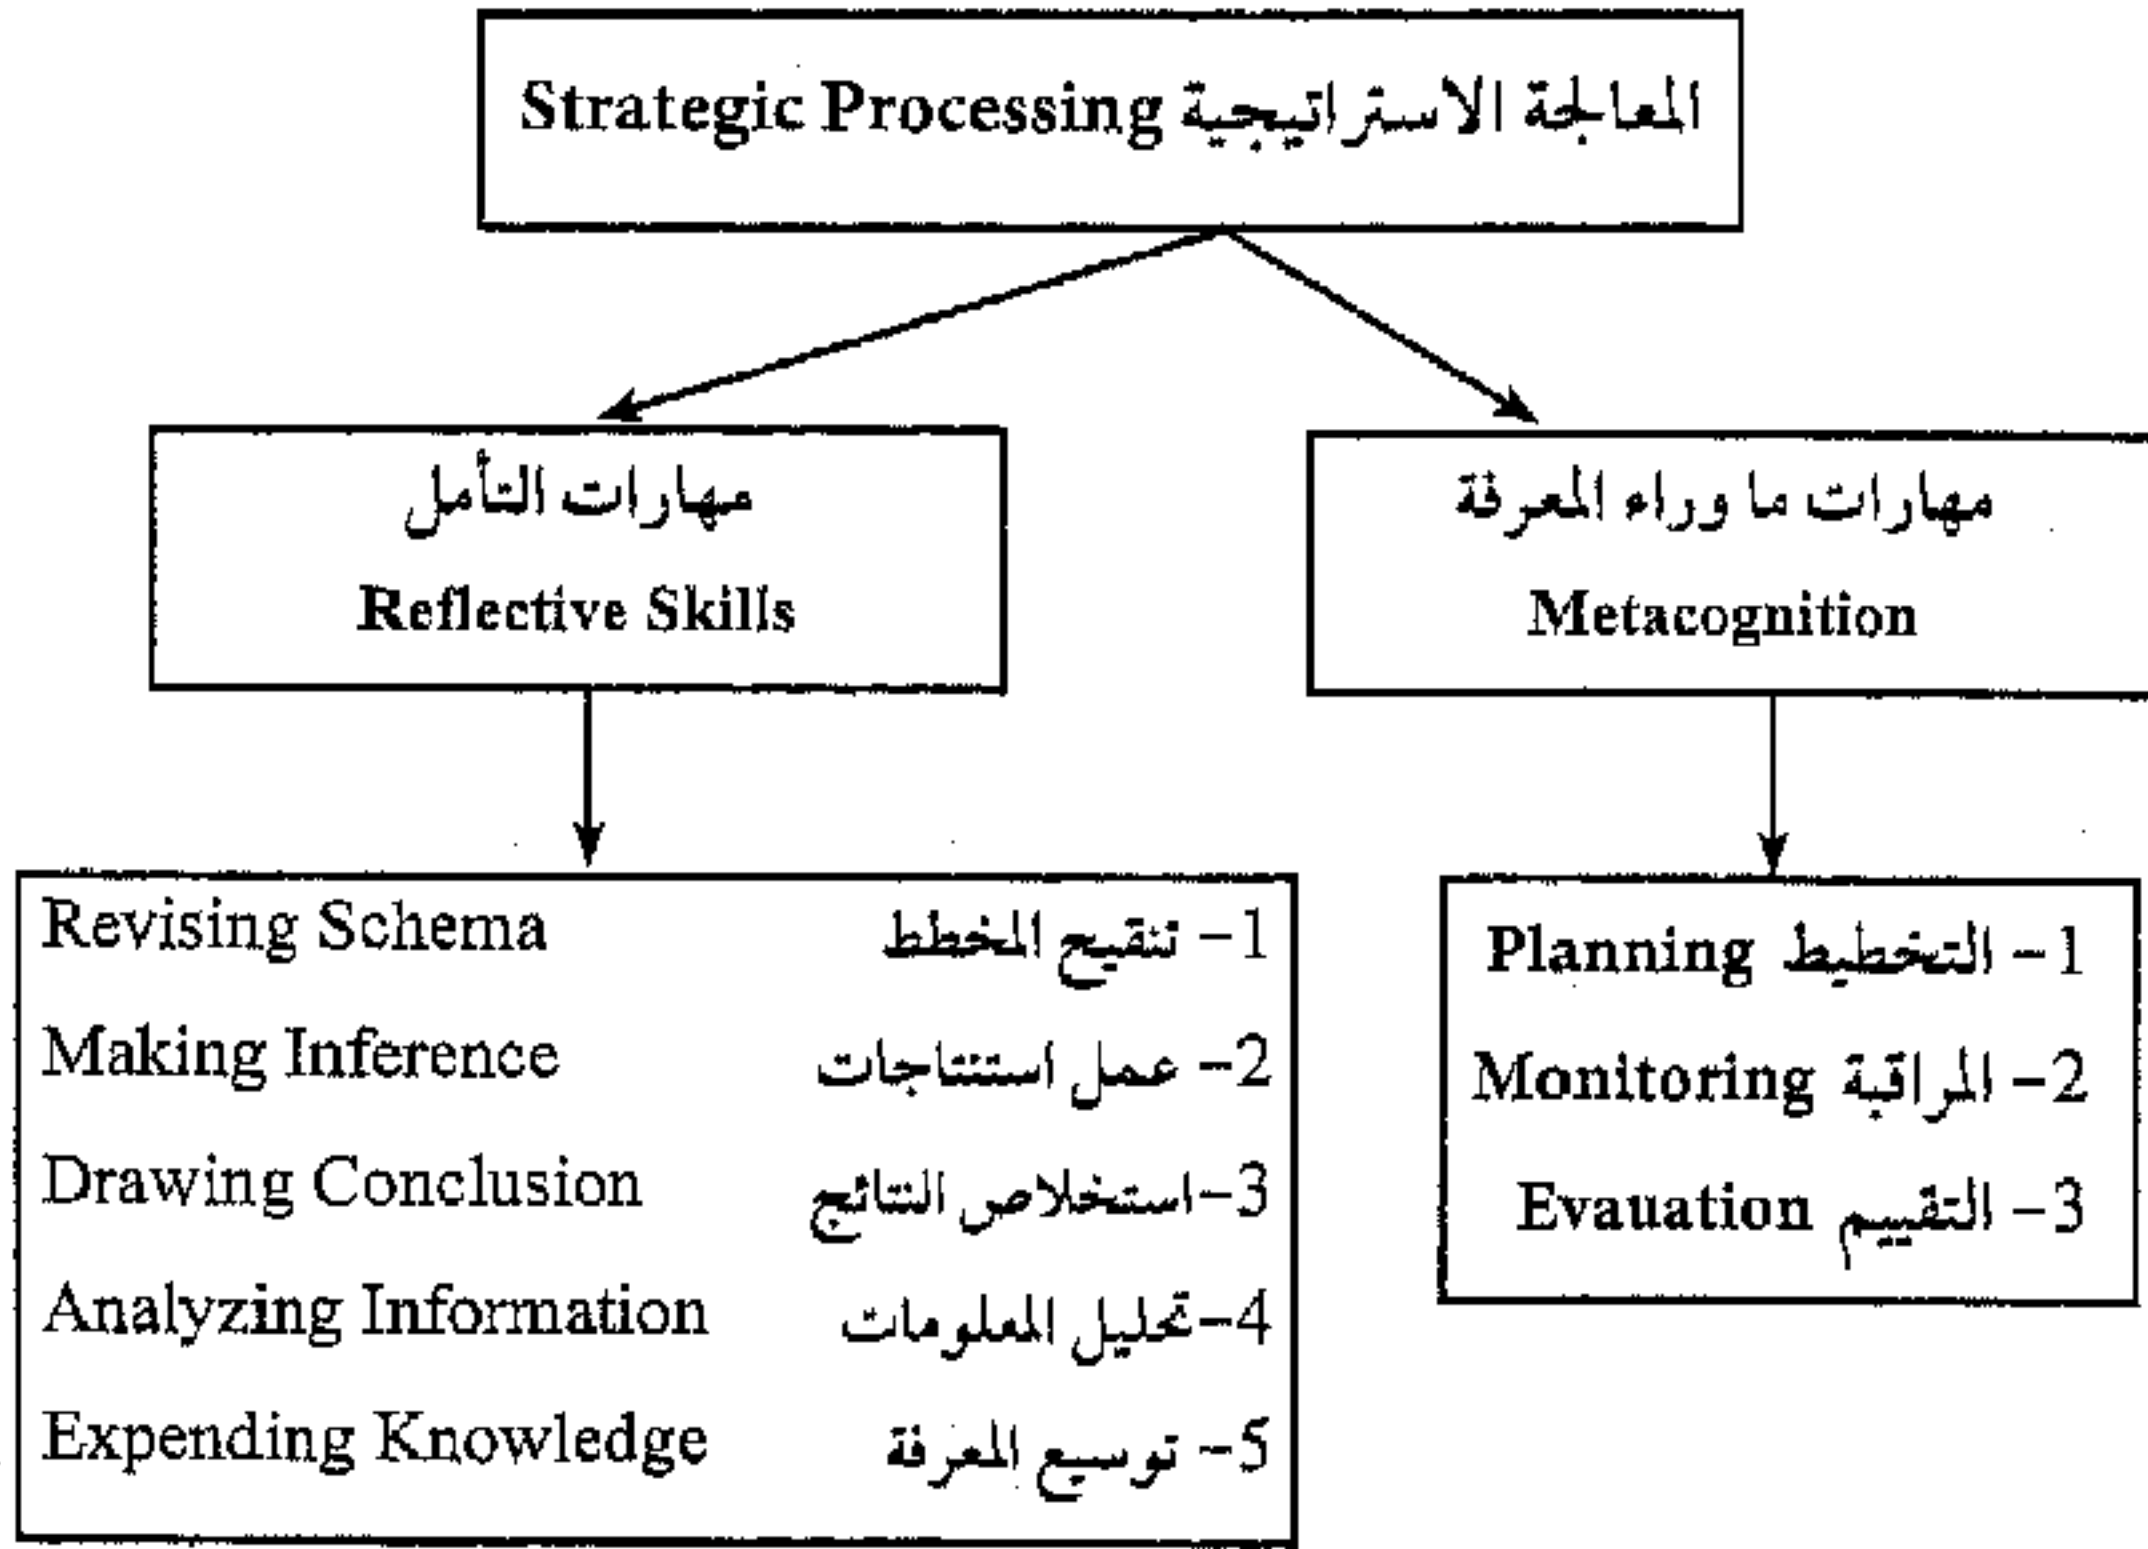 المعالجة الاستراتيجية Strategic Processing
مهارات ما وراء المعرفة
Metacognition
مهارات التأمل
Reflective Skills
1- التخطيط Planning
2- المراقبة Monitoring
3- التقييم Evauation
1- تنقيح المخطط Revising Schema
2- عمل استنتاجات Making Inference
3-استخلاص النتائج Drawing Conclusion
4-تحليل المعلومات Analyzing Information
5- توسيع المعرفة Expending Knowledge